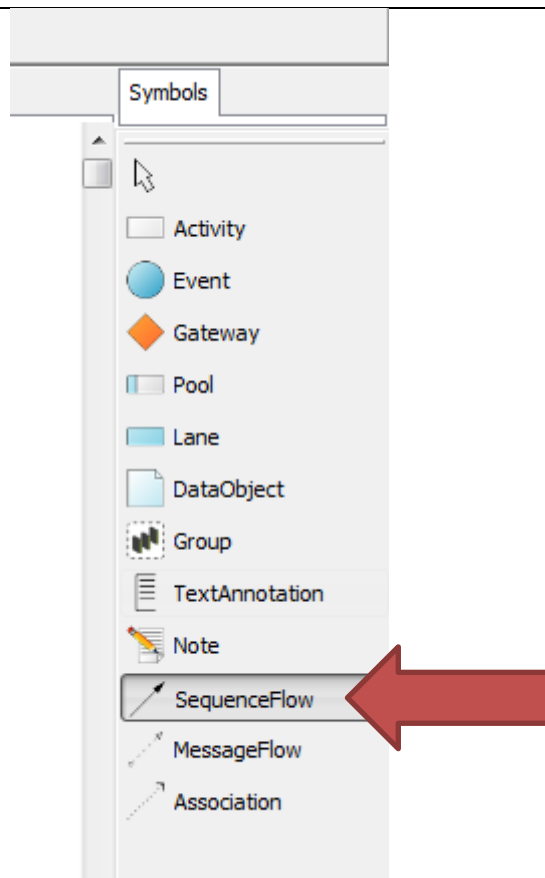 Symbols
Activity
Event
Gateway
Pool
Lane
DataObject
Group
TextAnnotation
Note
SequenceFlow
MessageFlow
Association